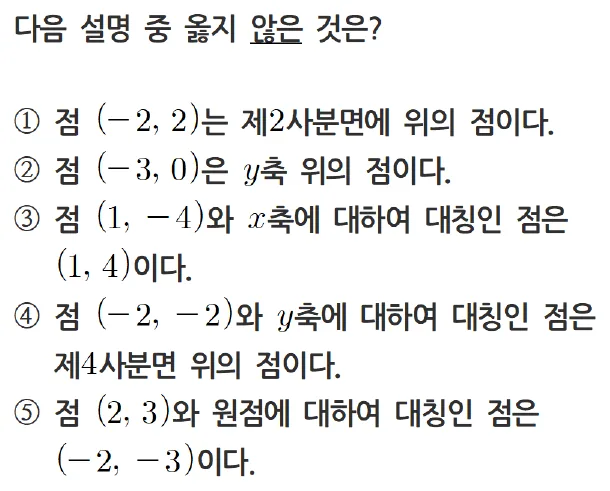 다음 설명 중 옳지 않은 것은?
① 점 (−2, 2)는 제2사분면에 위의 점이다.
② 점 (−3, 0)은 y축 위의 점이다.
③ 점 (1, −4)와 x축에 대하여 대칭인 점은
(1, 4)이다.
④ 점 (−2, −2)와 y축에 대하여 대칭인 점은
제4사분면 위의 점이다.
⑤ 점 (2, 3)와 원점에 대하여 대칭인 점은
(−2, −3)이다.